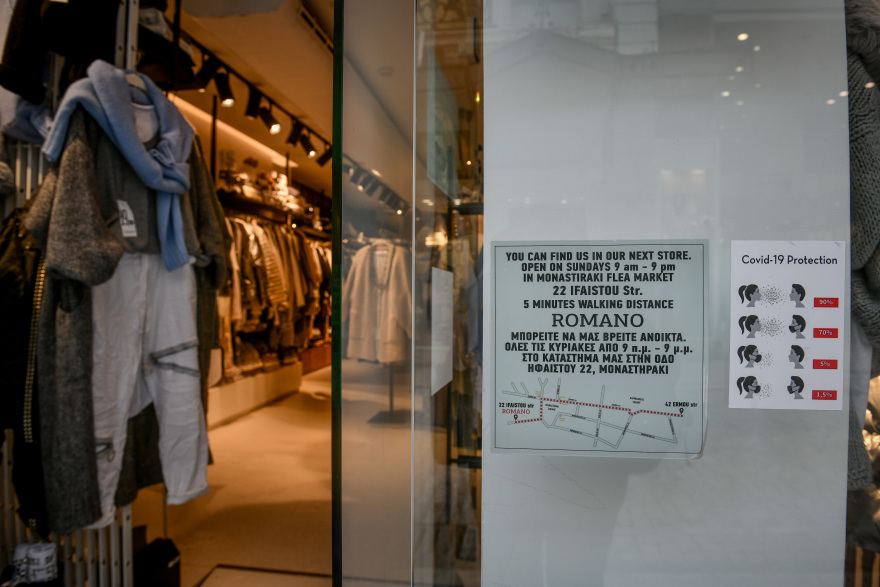 YOU CAN FIND US IN OUR NEXT STORE.
OPEN ON SUNDAYS 9 am – 9 pm
IN MONASTIRAKI FLEA MARKET
22 IFAISTOU Str.
5 MINUTES WALKING DISTANCE
ROMANO
ΜΠΟΡΕΙΤΕ ΝΑ ΜΑΣ ΒΡΕΙΤΕ ΑΝΟΙΚΤΑ.
ΟΛΕΣ ΤΙΣ ΚΥΡΙΑΚΕΣ ΑΠΟ 9 π.μ. – 9 μ.μ.
ΣΤΟ ΚΑΤΑΣΤΗΜΑ ΜΑΣ ΣΤΗΝ ΟΔΟ
ΗΦΑΙΣΤΟΥ 22, ΜΟΝΑΣΤΗΡΑΚΙ
22 IFAISTOU str
ROMANO
42 ERMOU str
Covid-19 Protection
90%
70%
5%
1,5%